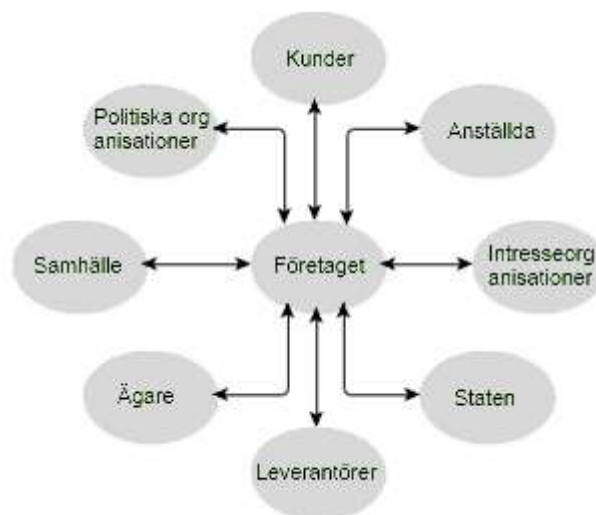 Kunder
Politiska org
anisationer
Anställda
Samhälle
Företaget
Intresseorg
anisationer
Ägare
Staten
Leverantörer